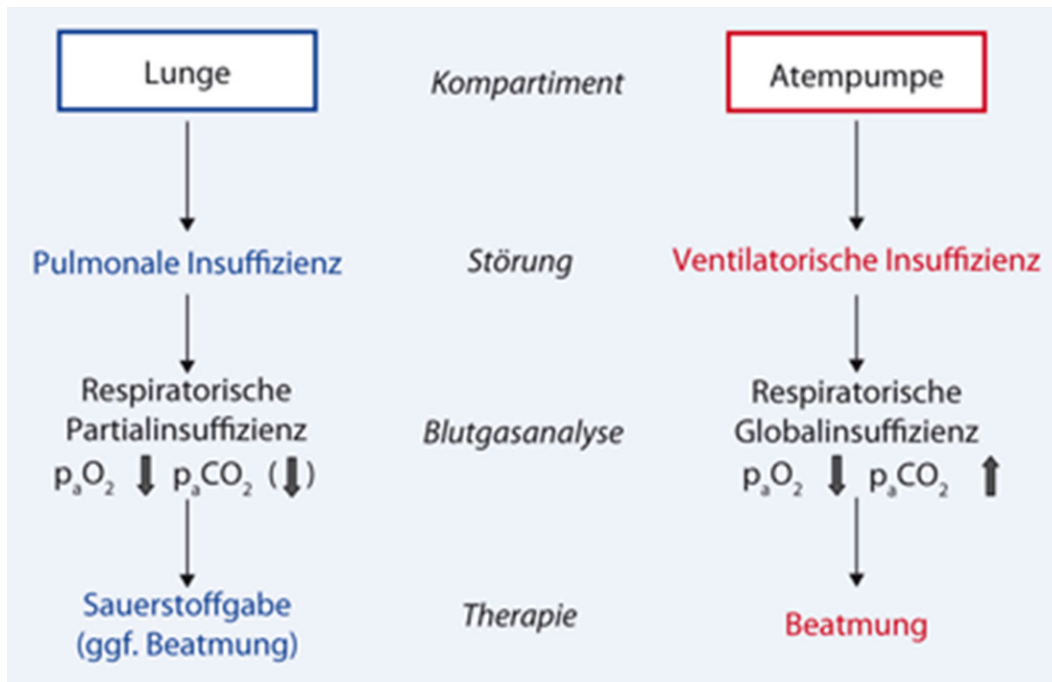 Lunge
Kompartiment
Atempumpe
Pulmonale Insuffizienz
Störung
Ventilatorische Insuffizienz
Respiratorische
Partialinsuffizienz
pₐO₂ ⬇ pₐCO₂ (⬇)
Blutgasanalyse
Respiratorische
Globalinsuffizienz
pₐO₂ ⬇ pₐCO₂ ⬆
Sauerstoffgabe
(ggf. Beatmung)
Therapie
Beatmung